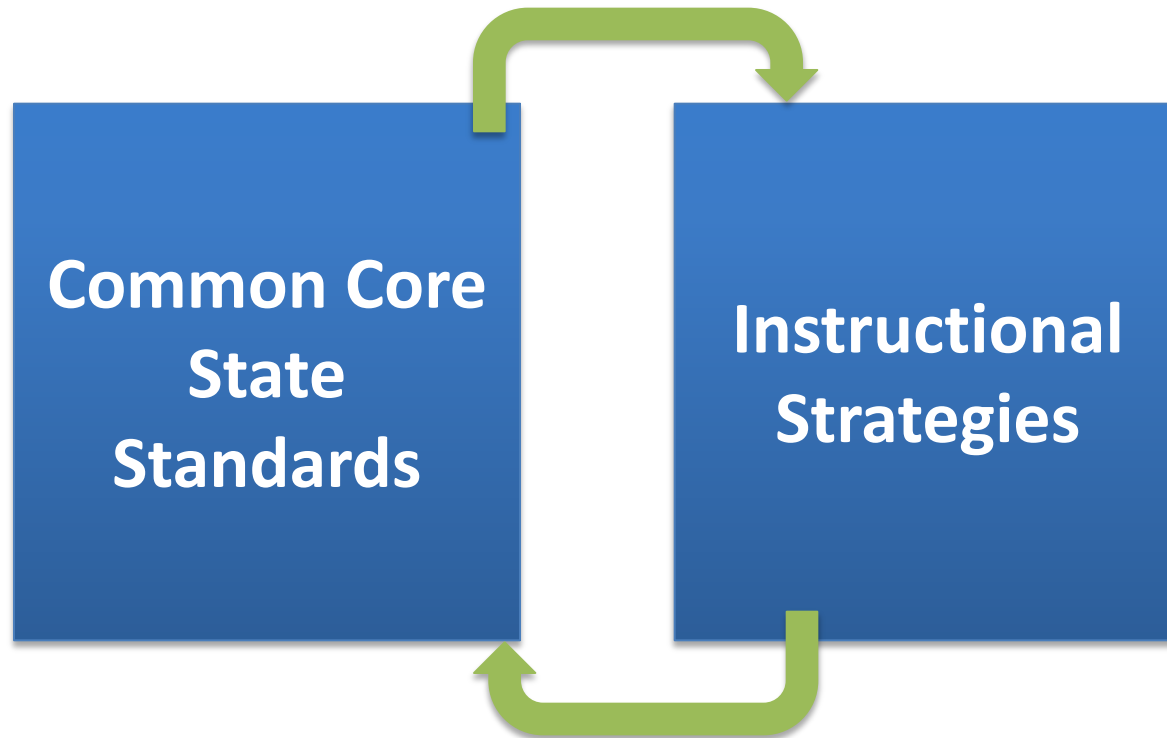 Common Core
State
Standards
Instructional
Strategies